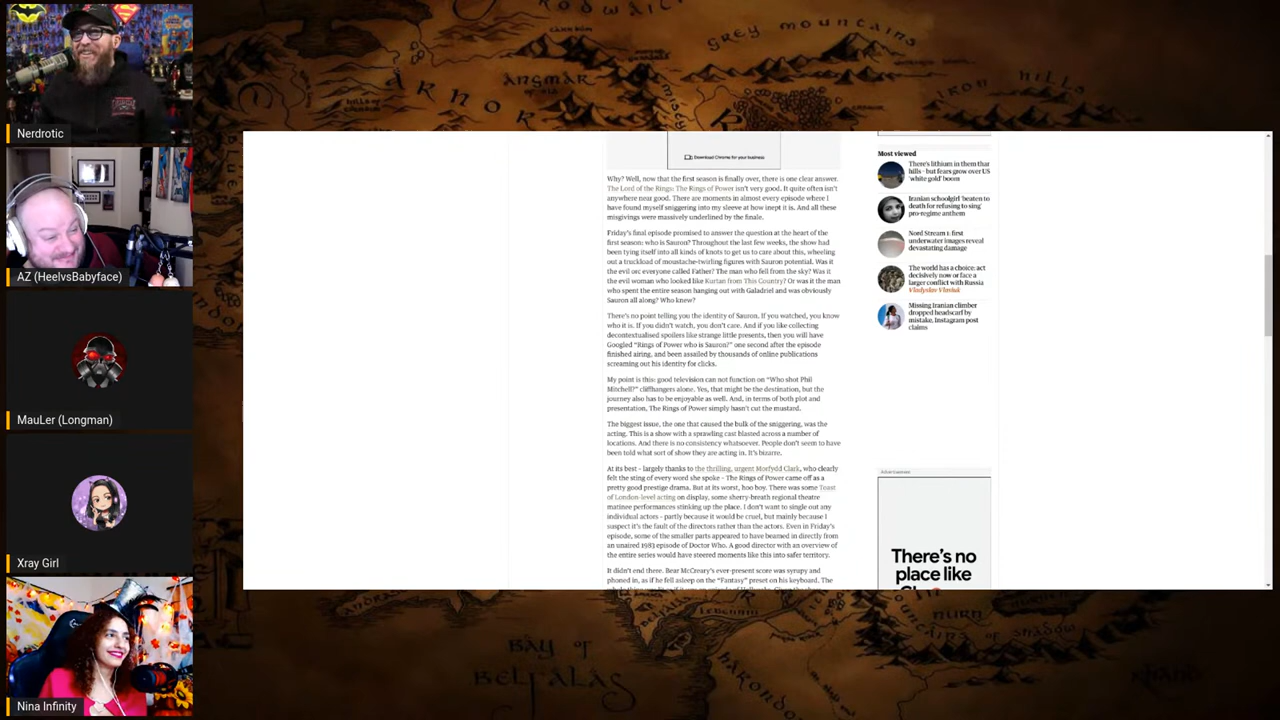 Nerdrotic
AZ (HeelvsBabyface)
MauLer (Longman)
Xray Girl
Nina Infinity
GREY MOUNTAINS
ANGMAR
IRON HILLS
ARNOR
Download Chrome for your business
Why? Well, now that the first season is finally over, there is one clear answer.
The Lord of the Rings: The Rings of Power isn't very good. It quite often isn't
anywhere near good. There are moments in almost every episode where I
have found myself sniggering into my sleeve at how inept it is. And all these
misgivings were massively underlined by the finale.
Friday's final episode promised to answer the question at the heart of the
first season: who is Sauron? Throughout the last few weeks, the show had
been tying itself into all kinds of knots to get us to care about this, wheeling
out a truckload of moustache-twirling figures with Sauron potential. Was it
the evil orc everyone called Father? The man who fell from the sky? Was it
the evil woman who looked like Kurtan from This Country? Or was it the man
who spent the entire season hanging out with Galadriel and was obviously
Sauron all along? Who knew?
There's no point telling you the identity of Sauron. If you watched, you know
who it is. If you didn't watch, you don't care. And if you like collecting
decontextualised spoilers like strange little presents, then you will have
Googled "Rings of Power who is Sauron?" one second after the episode
finished airing, and been assailed by thousands of online publications
screaming out his identity for clicks.
My point is this: good television can not function on "Who shot Phil
Mitchell?" cliffhangers alone. Yes, that might be the destination, but the
journey also has to be enjoyable as well. And, in terms of both plot and
presentation, The Rings of Power simply hasn't cut the mustard.
The biggest issue, the one that caused the bulk of the sniggering, was the
acting. This is a show with a sprawling cast blasted across a number of
locations. And there is no consistency whatsoever. People don't seem to have
been told what sort of show they are acting in. It's bizarre.
At its best – largely thanks to the thrilling, urgent Morfydd Clark, who clearly
felt the sting of every word she spoke – The Rings of Power came off as a
pretty good prestige drama. But at its worst, hoo boy. There was some Toast
of London-level acting on display, some sherry-breath regional theatre
matinee performances stinking up the place. I don't want to single out any
individual actors – partly because it would be cruel, but mainly because I
suspect it's the fault of the directors rather than the actors. Even in Friday's
episode, some of the smaller parts appeared to have beamed in directly from
an unaired 1983 episode of Doctor Who. A good director with an overview of
the entire series would have steered moments like this into safer territory.
It didn't end there. Bear McCreary's ever-present score was syrupy and
phoned in, as if he fell asleep on the "Fantasy" preset on his keyboard. The
Most viewed
There's lithium in them thar
hills – but fears grow over US
'white gold' boom
Iranian schoolgirl 'beaten to
death for refusing to sing'
pro-regime anthem
Nord Stream 1: first
underwater images reveal
devastating damage
The world has a choice: act
decisively now or face a
larger conflict with Russia
Vladyslav Vlasiuk
Missing Iranian climber
dropped headscarf by
mistake, Instagram post
claims
Advertisement
There's no
place like
BAY OF
BELFALAS
LEBENNIN
HARONDOR
NURN
MOUNTAINS OF SHADOW
KHAND